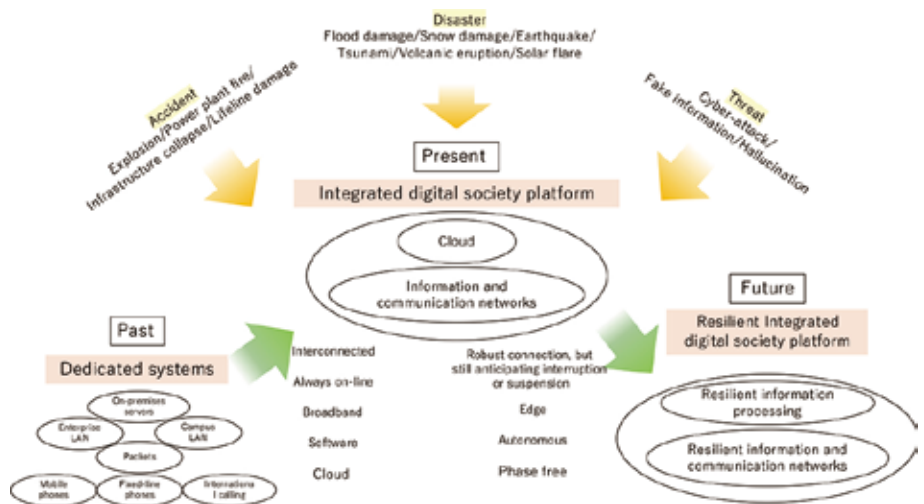 Disaster
Flood damage/Snow damage/Earthquake/
Tsunami/Volcanic eruption/Solar flare
Accident
Explosion/Power plant fire/
Infrastructure collapse/Lifeline damage
Threat
Cyber-attack/
Fake information/Hallucination
Present
Integrated digital society platform
Cloud
Information and
communication networks
Past
Dedicated systems
On-premises
servers
Enterprise
LAN
Campus
LAN
Packets
Mobile
phones
Fixed-line
phones
Internationa
l calling
Interconnected
Always on-line
Broadband
Software
Cloud
Robust connection, but
still anticipating interruption
or suspension
Edge
Autonomous
Phase free
Future
Resilient Integrated
digital society platform
Resilient information
processing
Resilient information and
communication networks